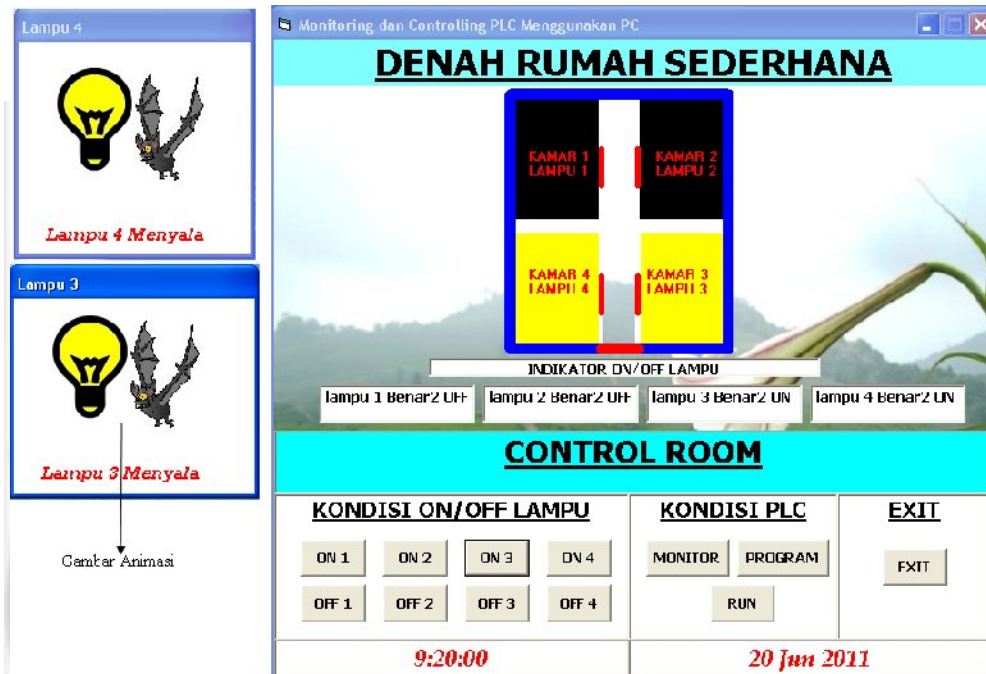 Lampu 4
Lampu 4 Menyala
Lampu 3
Lampu 3 Menyala
Gambar Animasi
Monitoring dan Controlling PLC Menggunakan PC
DENAH RUMAH SEDERHANA
KAMAR 1
LAMPU 1
KAMAR 2
LAMPU 2
KAMAR 4
LAMPU 4
KAMAR 3
LAMPU 3
INDIKATOR ON/OFF LAMPU
lampu 1 Benar2 OFF
lampu 2 Benar2 OFF
lampu 3 Benar2 ON
lampu 4 Benar2 ON
CONTROL ROOM
KONDISI ON/OFF LAMPU
ON 1
ON 2
ON 3
ON 4
OFF 1
OFF 2
OFF 3
OFF 4
KONDISI PLC
MONITOR
PROGRAM
RUN
EXIT
EXIT
9:20:00
20 Jun 2011